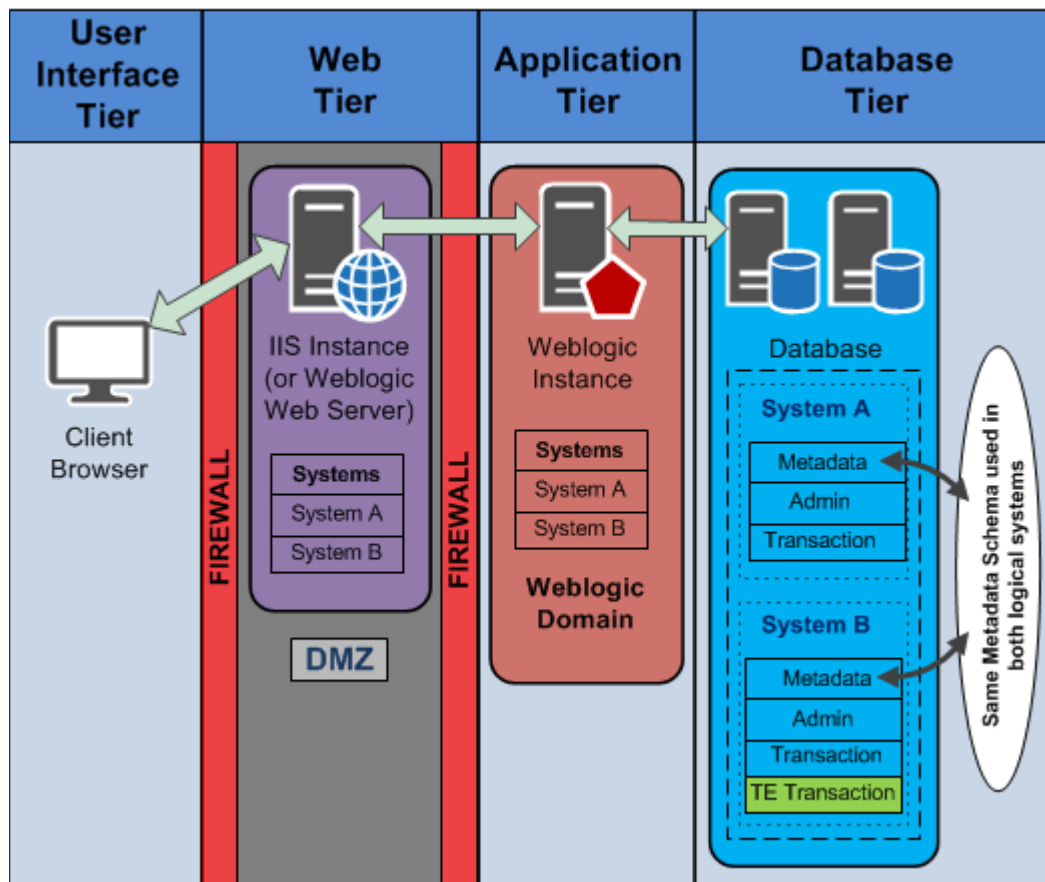 User
Interface
Tier
Web
Tier
Application
Tier
Database
Tier
Client
Browser
FIREWALL
IIS Instance
(or Weblogic
Web Server)
Systems
System A
System B
DMZ
FIREWALL
Weblogic
Instance
Systems
System A
System B
Weblogic
Domain
Database
System A
Metadata
Admin
Transaction
System B
Metadata
Admin
Transaction
TE Transaction
Same Metadata Schema used in
both logical systems